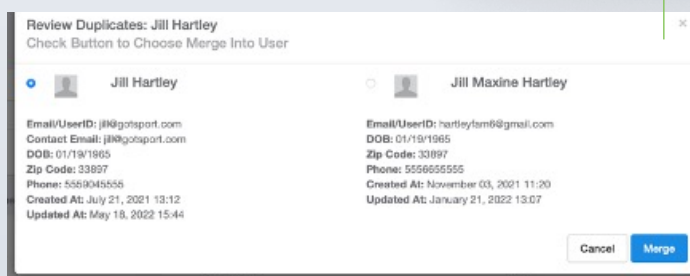 Review Duplicates: Jill Hartley
×
Check Button to Choose Merge Into User
Jill Hartley
Email/UserID: jill@gotsport.com
Contact Email: jill@gotsport.com
DOB: 01/19/1965
Zip Code: 33897
Phone: 5559045555
Created At: July 21, 2021 13:12
Updated At: May 18, 2022 15:44
Jill Maxine Hartley
Email/UserID: hartleyfam6@gmail.com
DOB: 01/19/1965
Zip Code: 33897
Phone: 5556655555
Created At: November 03, 2021 11:20
Updated At: January 21, 2022 13:07
Cancel
Merge